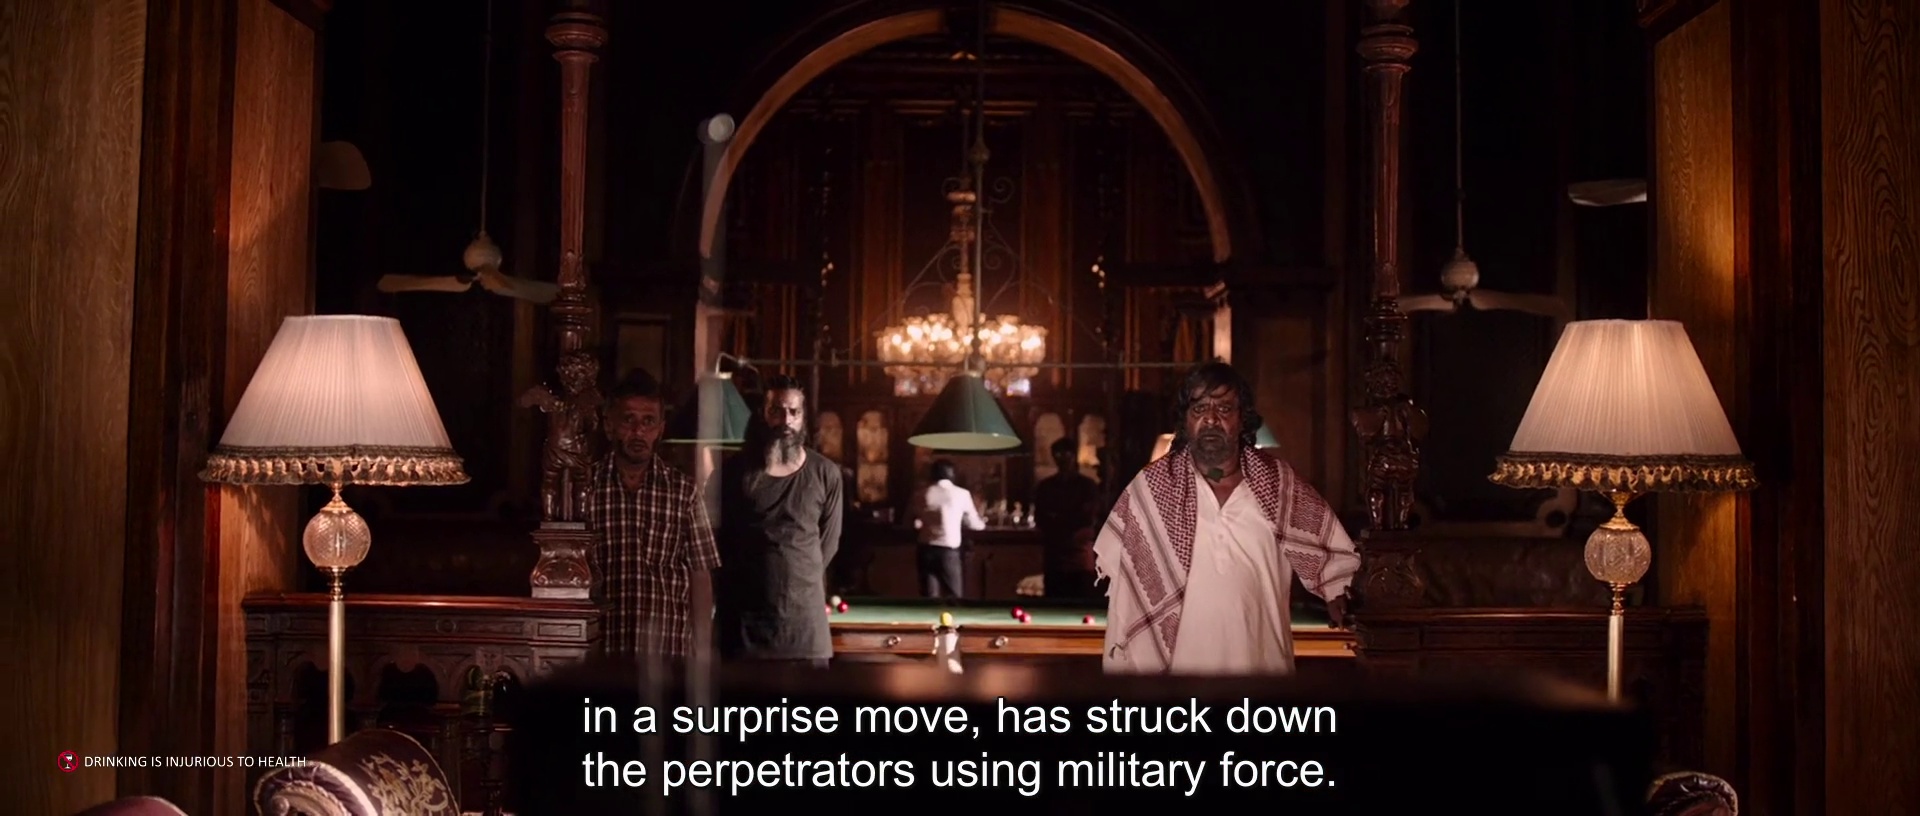 in a surprise move, has struck down
the perpetrators using military force.
DRINKING IS INJURIOUS TO HEALTH